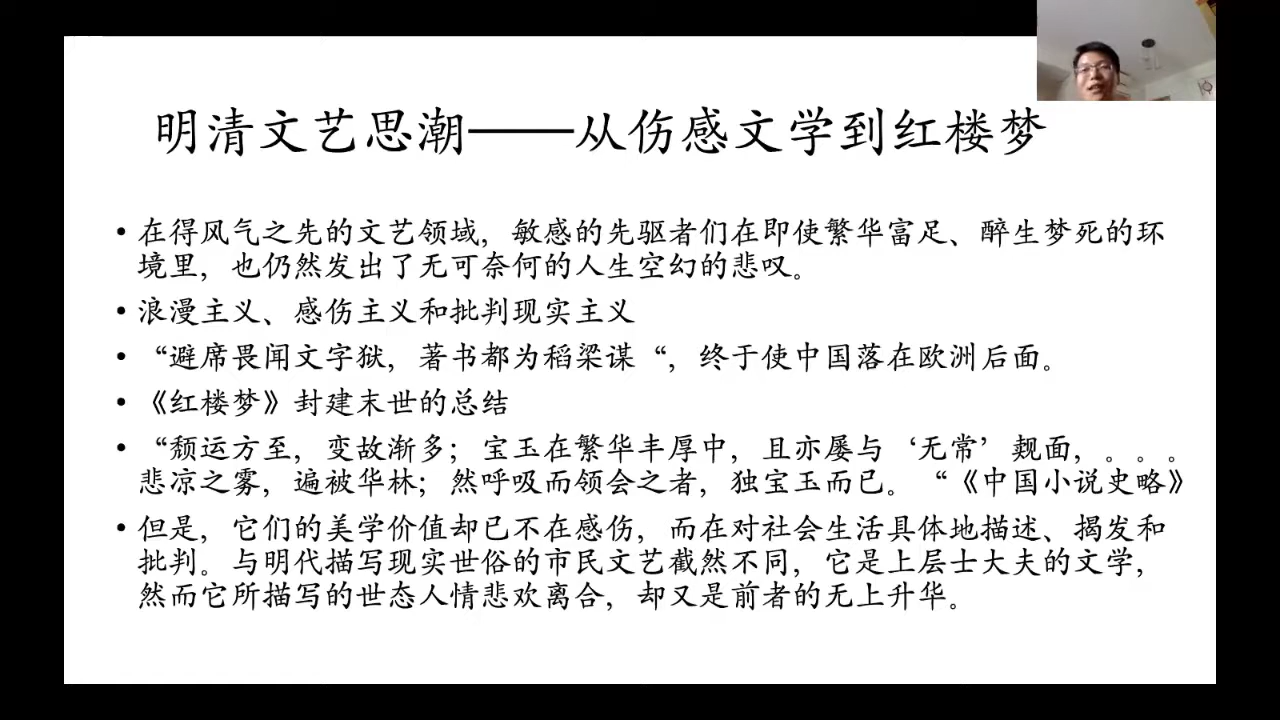 明清文艺思潮——从伤感文学到红楼梦
• 在得风气之先的文艺领域，敏感的先驱者们在即使繁华富足、醉生梦死的环
境里，也仍然发出了无可奈何的人生空幻的悲叹。
• 浪漫主义、感伤主义和批判现实主义
• “避席畏闻文字狱，著书都为稻梁谋“，终于使中国落在欧洲后面。
• 《红楼梦》封建末世的总结
• “颓运方至，变故渐多；宝玉在繁华丰厚中，且亦屡与‘无常’觌面，。。。
悲凉之雾，遍被华林；然呼吸而领会之者，独宝玉而已。“《中国小说史略》
• 但是，它们的美学价值却已不在感伤，而在对社会生活具体地描述、揭发和
批判。与明代描写现实世俗的市民文艺截然不同，它是上层士大夫的文学，
然而它所描写的世态人情悲欢离合，却又是前者的无上升华。